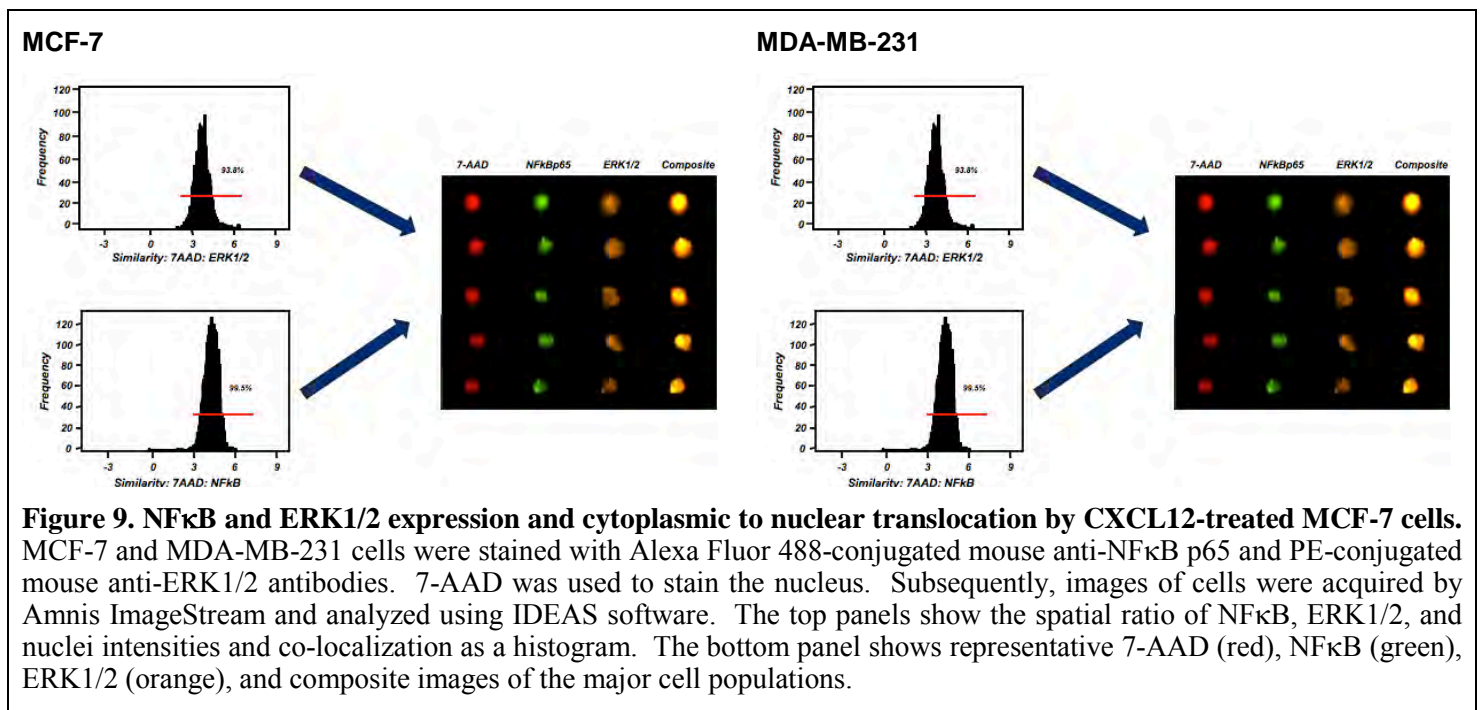 MCF-7
MDA-MB-231
120
100
80
60
40
20
0
Frequency
93.8%
-3 0 3 6 9
Similarity: 7AAD: ERK1/2
120
100
80
60
40
20
0
Frequency
99.5%
-3 0 3 6 9
Similarity: 7AAD: NFkB
7-AAD NFkBp65 ERK1/2 Composite
120
100
80
60
40
20
0
Frequency
93.8%
-3 0 3 6 9
Similarity: 7AAD: ERK1/2
120
100
80
60
40
20
0
Frequency
99.5%
-3 0 3 6 9
Similarity: 7AAD: NFkB
7-AAD NFkBp65 ERK1/2 Composite
Figure 9. NFκB and ERK1/2 expression and cytoplasmic to nuclear translocation by CXCL12-treated MCF-7 cells.
MCF-7 and MDA-MB-231 cells were stained with Alexa Fluor 488-conjugated mouse anti-NFκB p65 and PE-conjugated
mouse anti-ERK1/2 antibodies. 7-AAD was used to stain the nucleus. Subsequently, images of cells were acquired by
Amnis ImageStream and analyzed using IDEAS software. The top panels show the spatial ratio of NFκB, ERK1/2, and
nuclei intensities and co-localization as a histogram. The bottom panel shows representative 7-AAD (red), NFκB (green),
ERK1/2 (orange), and composite images of the major cell populations.